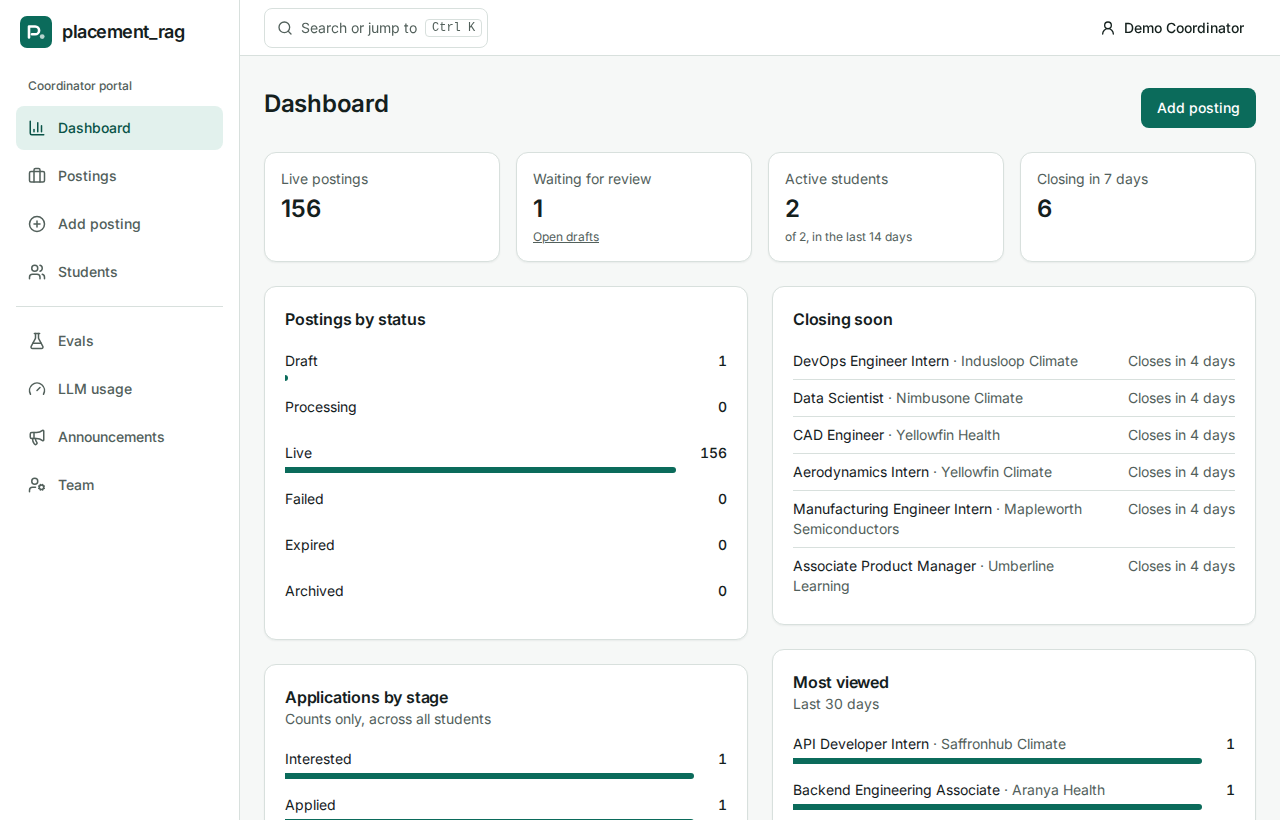 placement_rag
Search or jump to Ctrl K
Demo Coordinator
Coordinator portal
Dashboard
Postings
Add posting
Students
Evals
LLM usage
Announcements
Team
Dashboard
Add posting
Live postings
156
Waiting for review
1
Open drafts
Active students
2
of 2, in the last 14 days
Closing in 7 days
6
Postings by status
Draft 1
Processing 0
Live 156
Failed 0
Expired 0
Archived 0
Applications by stage
Counts only, across all students
Interested 1
Applied 1
Closing soon
DevOps Engineer Intern · Indusloop Climate Closes in 4 days
Data Scientist · Nimbusone Climate Closes in 4 days
CAD Engineer · Yellowfin Health Closes in 4 days
Aerodynamics Intern · Yellowfin Climate Closes in 4 days
Manufacturing Engineer Intern · Mapleworth Closes in 4 days
Semiconductors
Associate Product Manager · Umberline Closes in 4 days
Learning
Most viewed
Last 30 days
API Developer Intern · Saffronhub Climate 1
Backend Engineering Associate · Aranya Health 1